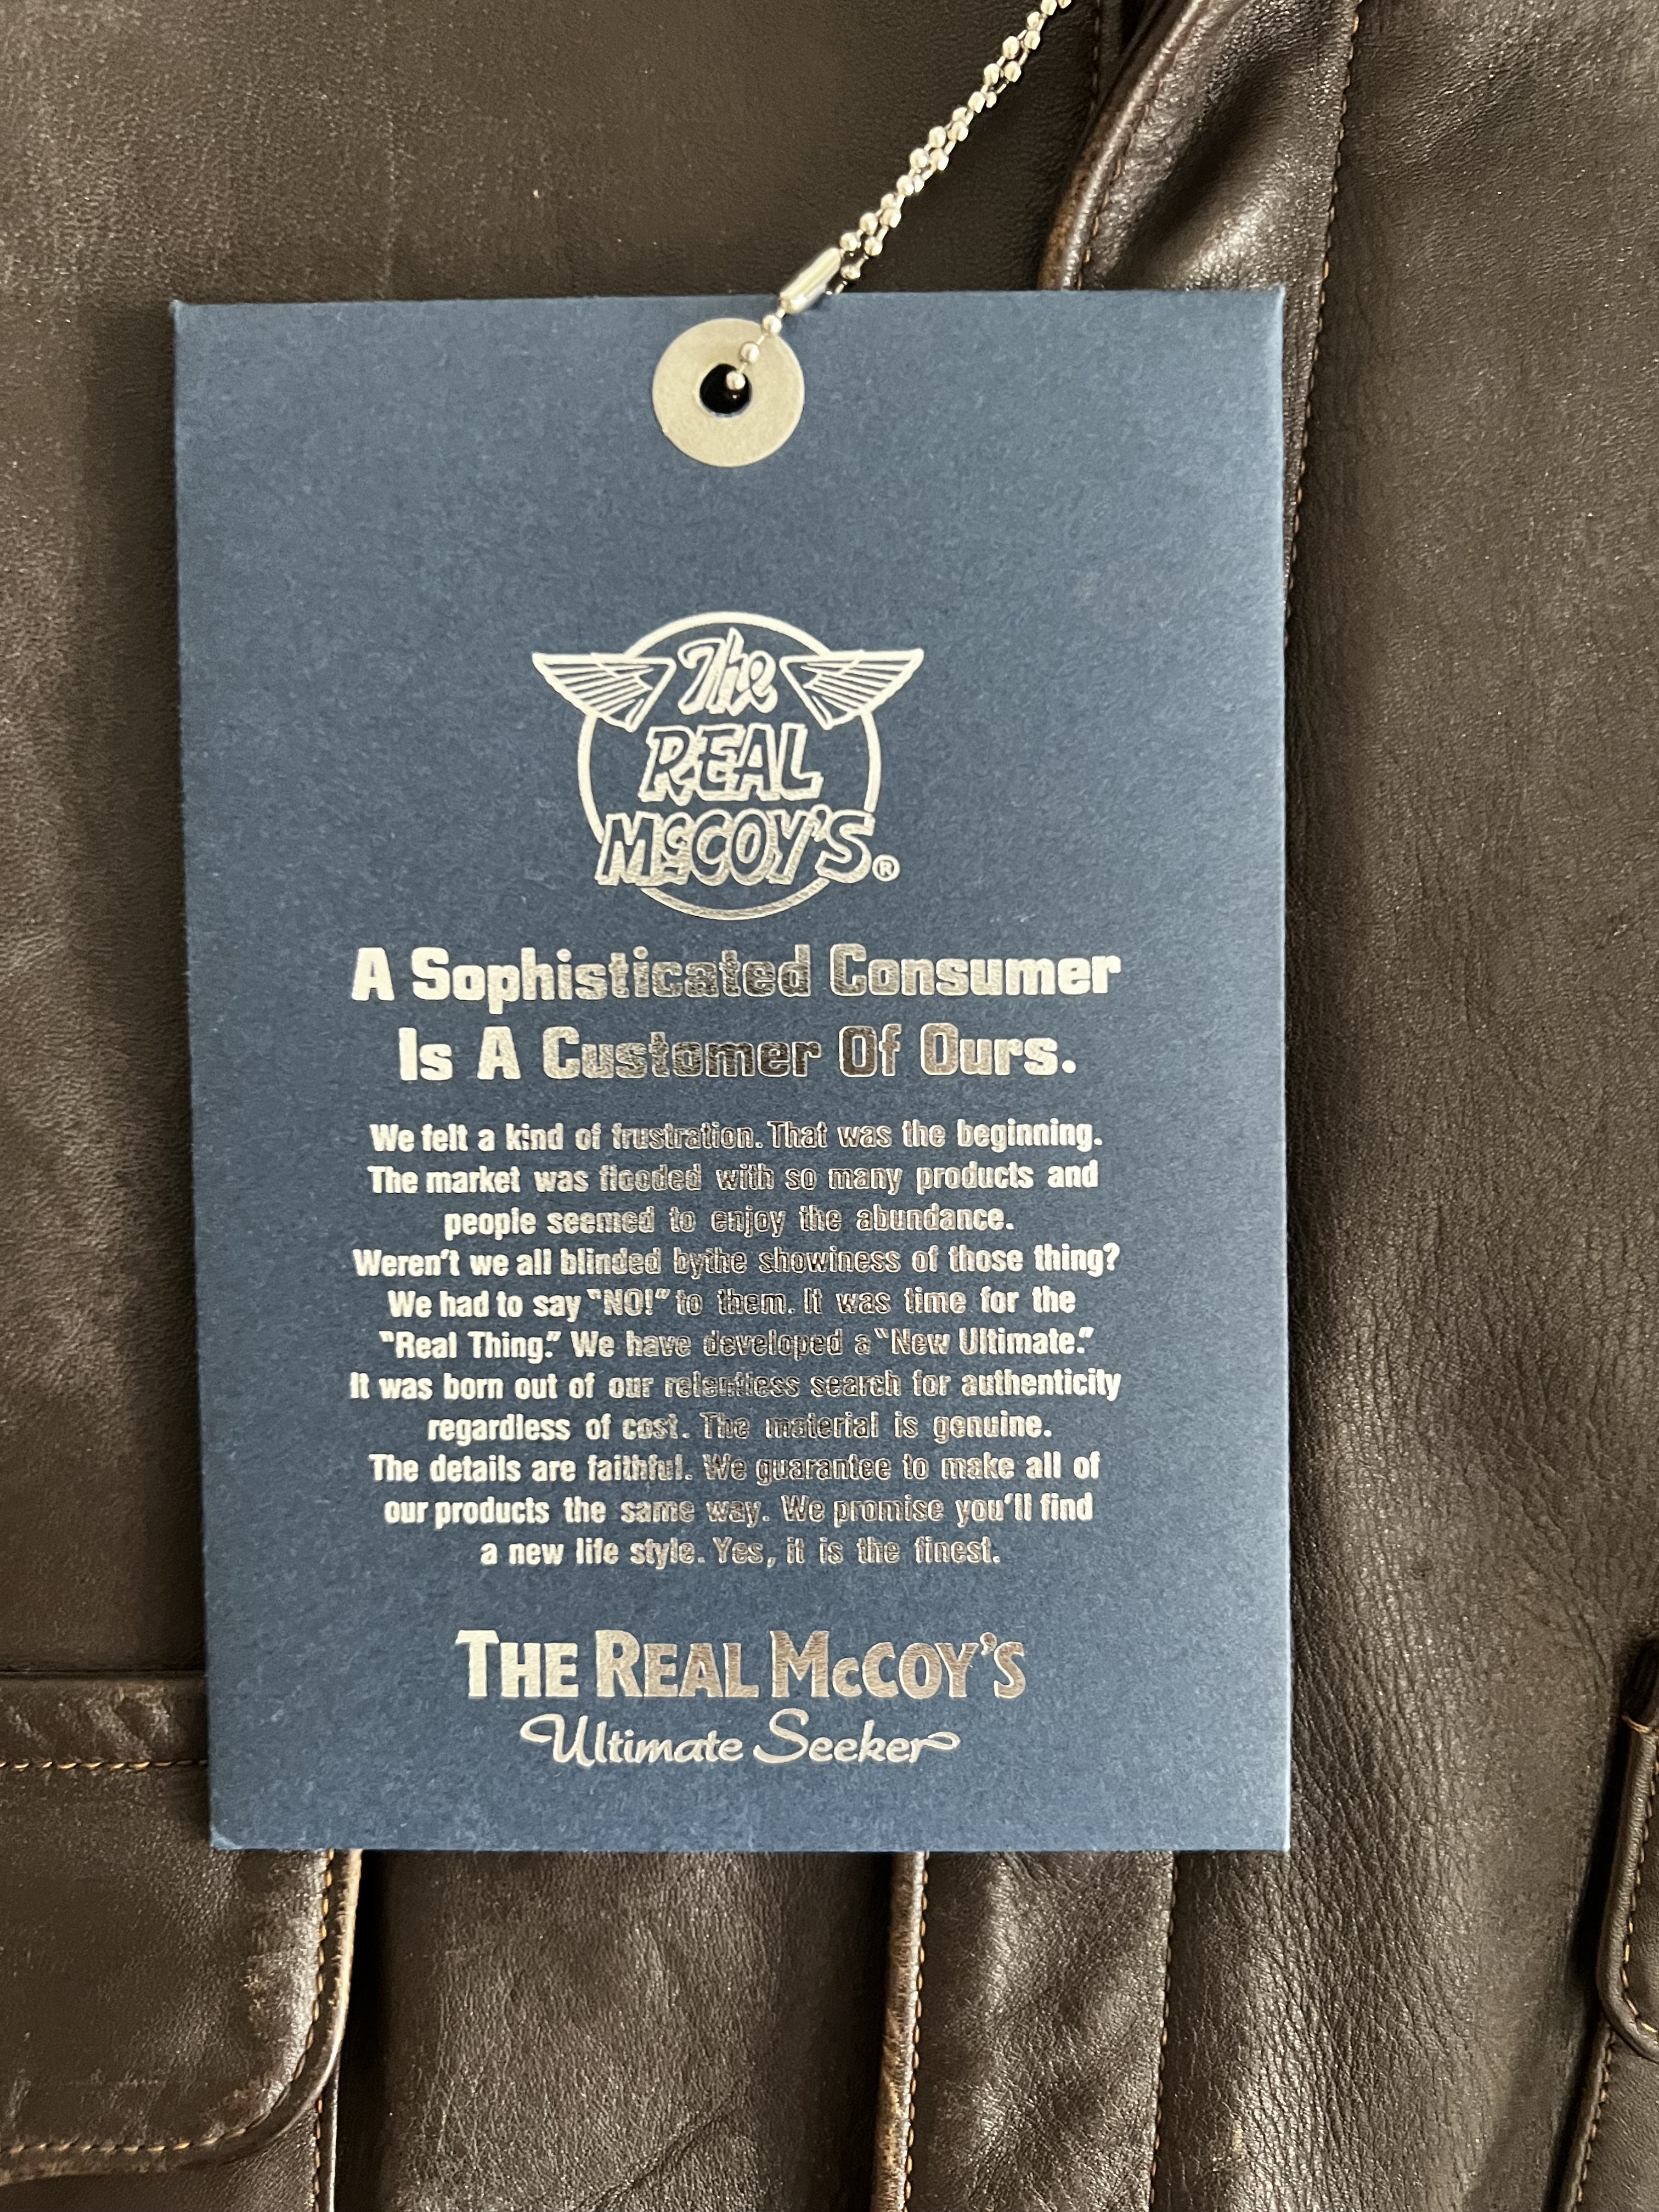 The
REAL
McCOY'S®
A Sophisticated Consumer
Is A Customer Of Ours.
We felt a kind of frustration. That was the beginning.
The market was flooded with so many products and
people seemed to enjoy the abundance.
Weren't we all blinded bythe showiness of those thing?
We had to say "NO!" to them. It was time for the
"Real Thing." We have developed a "New Ultimate."
It was born out of our relentless search for authenticity
regardless of cost. The material is genuine.
The details are faithful. We guarantee to make all of
our products the same way. We promise you'll find
a new life style. Yes, it is the finest.
THE REAL McCOY'S
Ultimate Seeker